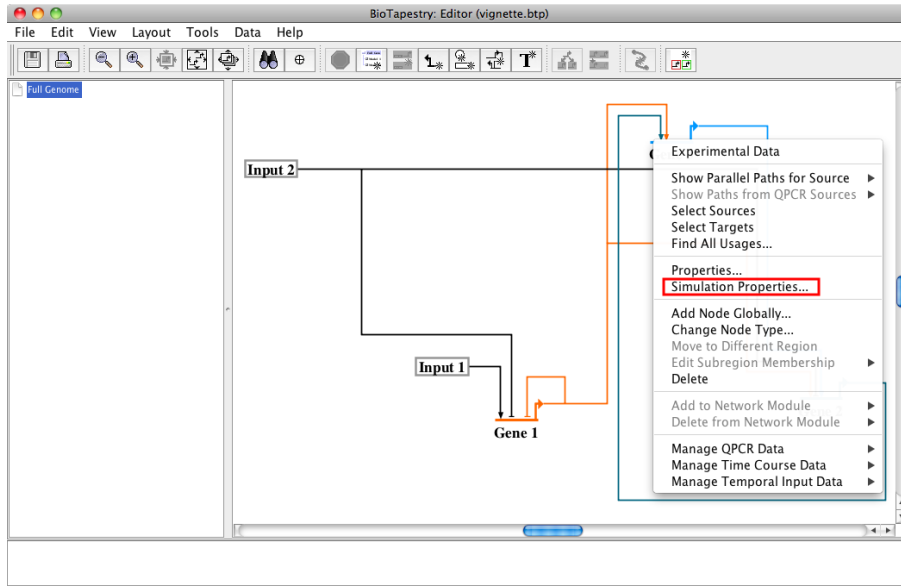 BioTapestry: Editor (vignette.btp)
File Edit View Layout Tools Data Help
Full Genome
Input 2
Input 1
Gene 1
Experimental Data
Show Parallel Paths for Source
Show Paths from QPCR Sources
Select Sources
Select Targets
Find All Usages...
Properties...
Simulation Properties...
Add Node Globally...
Change Node Type...
Move to Different Region
Edit Subregion Membership
Delete
Add to Network Module
Delete from Network Module
Manage QPCR Data
Manage Time Course Data
Manage Temporal Input Data